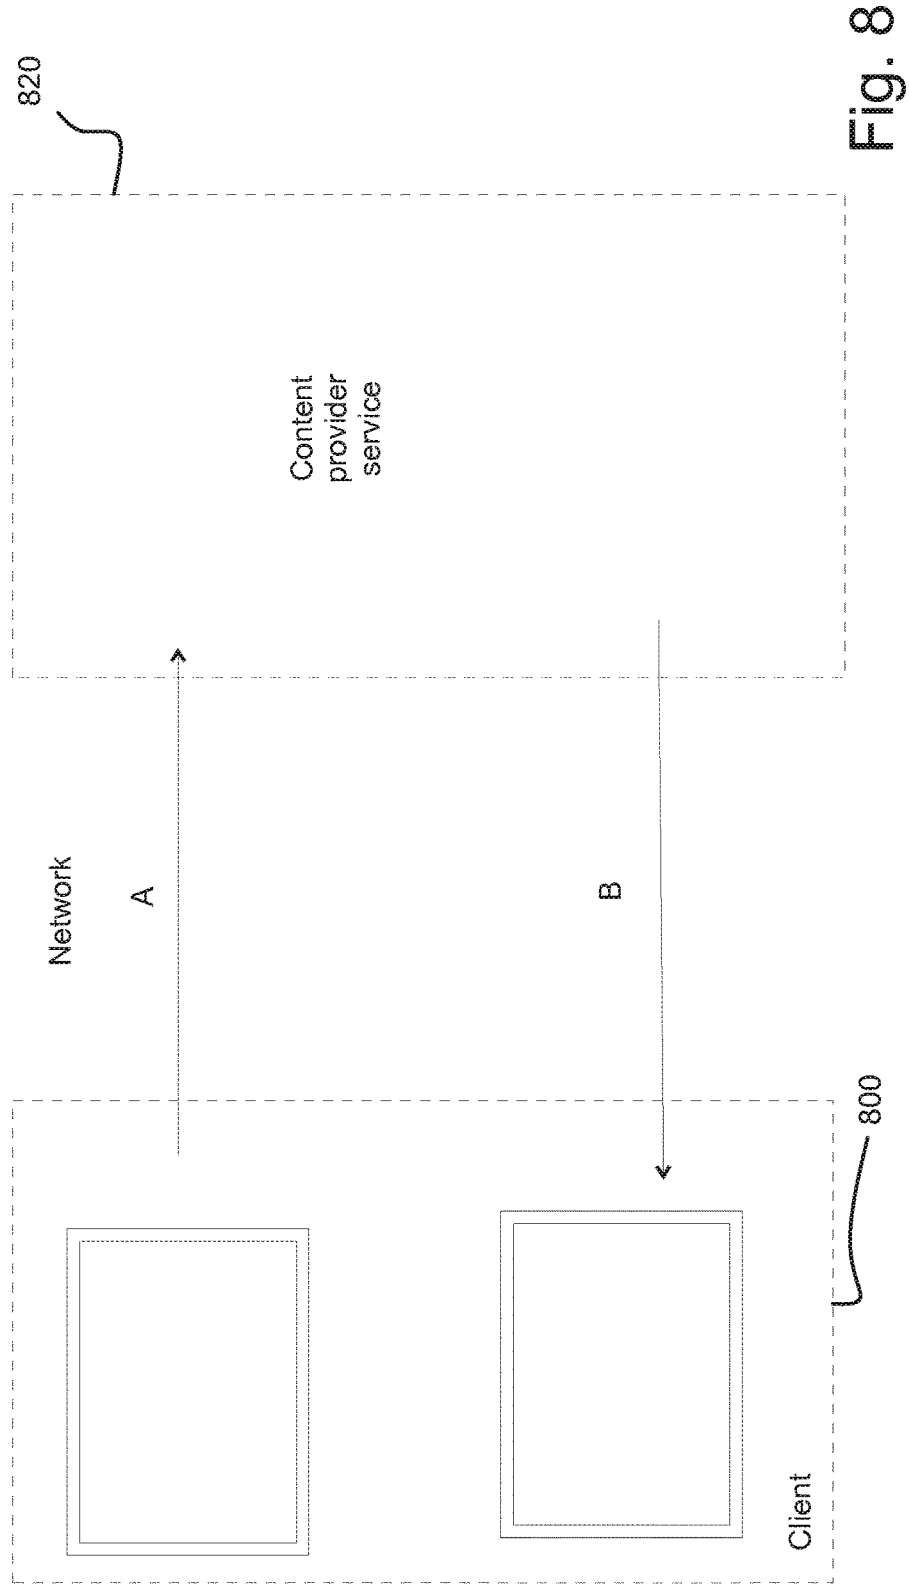 Network
820
A
Content
provider
service
B
Client
800
Fig. 8